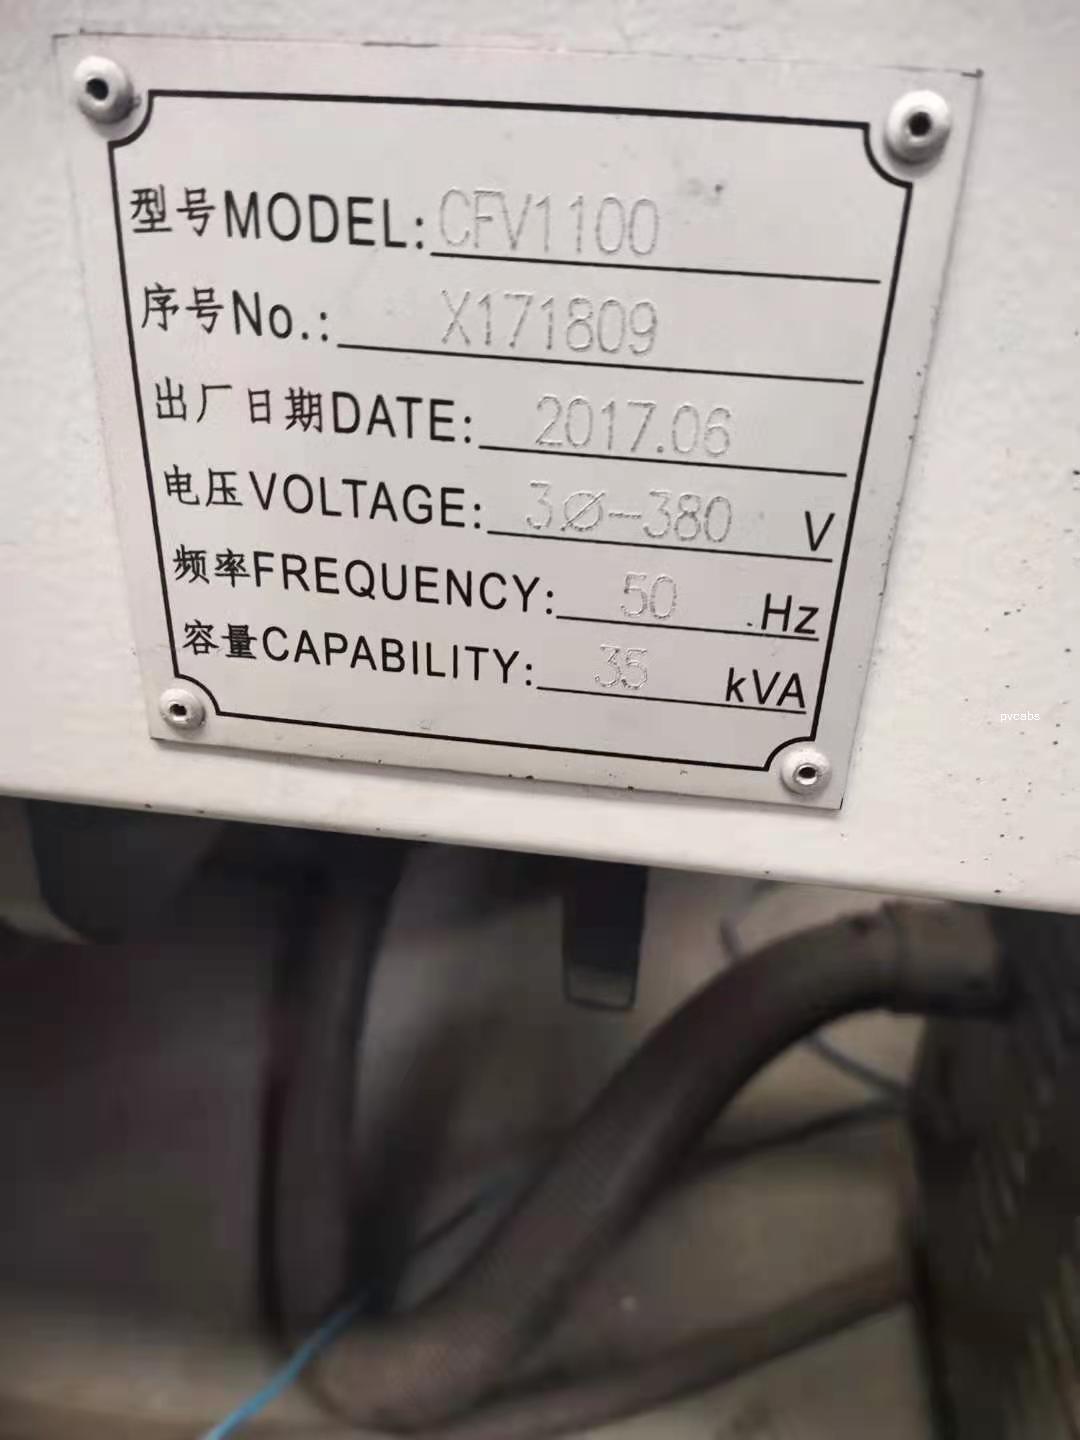 型号MODEL: CFV1100
序号No.: X171809
出厂日期DATE: 2017.06
电压VOLTAGE: 3∅-380 V
频率FREQUENCY: 50 Hz
容量CAPABILITY: 35 kVA
pvcabs